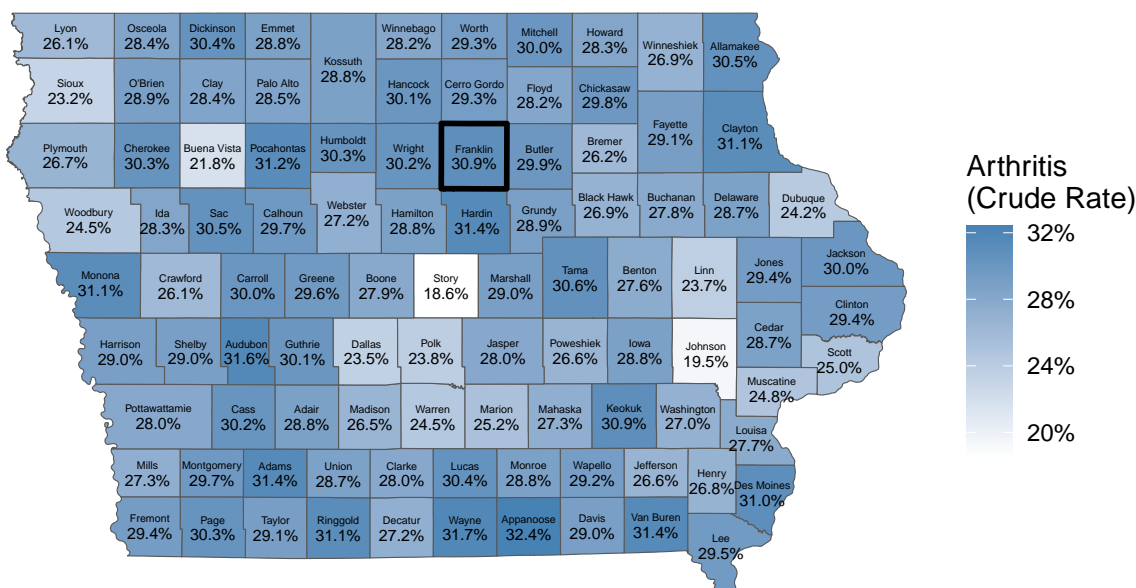 Lyon
26.1%
Osceola
28.4%
Dickinson
30.4%
Emmet
28.8%
Kossuth
28.8%
Winnebago
28.2%
Worth
29.3%
Mitchell
30.0%
Howard
28.3%
Winneshiek
26.9%
Allamakee
30.5%
Sioux
23.2%
O'Brien
28.9%
Clay
28.4%
Palo Alto
28.5%
Hancock
30.1%
Cerro Gordo
29.3%
Floyd
28.2%
Chickasaw
29.8%
Fayette
29.1%
Clayton
31.1%
Plymouth
26.7%
Cherokee
30.3%
Buena Vista
21.8%
Pocahontas
31.2%
Humboldt
30.3%
Wright
30.2%
Franklin
30.9%
Butler
29.9%
Bremer
26.2%
Woodbury
24.5%
Ida
28.3%
Sac
30.5%
Calhoun
29.7%
Webster
27.2%
Hamilton
28.8%
Hardin
31.4%
Grundy
28.9%
Black Hawk
26.9%
Buchanan
27.8%
Delaware
28.7%
Dubuque
24.2%
Monona
31.1%
Crawford
26.1%
Carroll
30.0%
Greene
29.6%
Boone
27.9%
Story
18.6%
Marshall
29.0%
Tama
30.6%
Benton
27.6%
Linn
23.7%
Jones
29.4%
Jackson
30.0%
Clinton
29.4%
Harrison
29.0%
Shelby
29.0%
Audubon
31.6%
Guthrie
30.1%
Dallas
23.5%
Polk
23.8%
Jasper
28.0%
Poweshiek
26.6%
Iowa
28.8%
Johnson
19.5%
Cedar
28.7%
Scott
25.0%
Muscatine
24.8%
Pottawattamie
28.0%
Cass
30.2%
Adair
28.8%
Madison
26.5%
Warren
24.5%
Marion
25.2%
Mahaska
27.3%
Keokuk
30.9%
Washington
27.0%
Louisa
27.7%
Mills
27.3%
Montgomery
29.7%
Adams
31.4%
Union
28.7%
Clarke
28.0%
Lucas
30.4%
Monroe
28.8%
Wapello
29.2%
Jefferson
26.6%
Henry
26.8%
Des Moines
31.0%
Fremont
29.4%
Page
30.3%
Taylor
29.1%
Ringgold
31.1%
Decatur
27.2%
Wayne
31.7%
Appanoose
32.4%
Davis
29.0%
Van Buren
31.4%
Lee
29.5%
Arthritis
(Crude Rate)
32%
28%
24%
20%